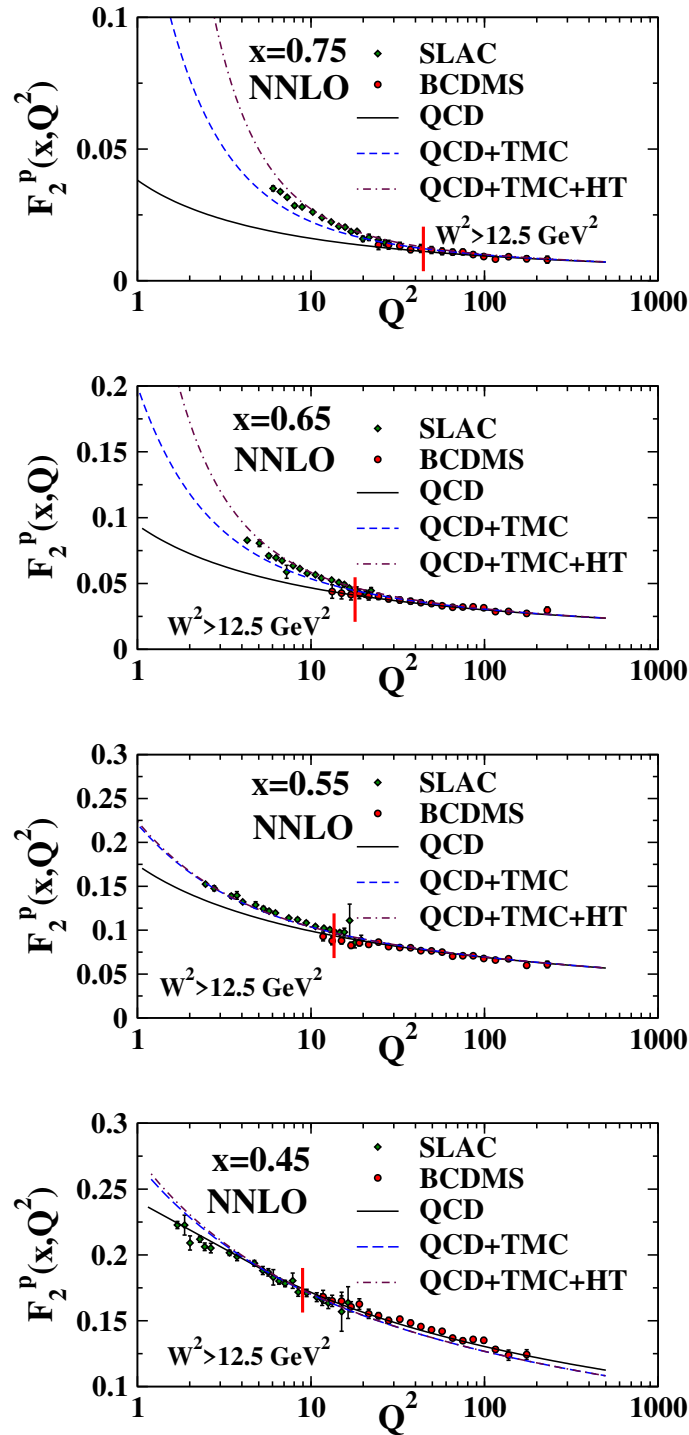 0.1
x=0.75
NNLO
SLAC
BCDMS
QCD
QCD+TMC
QCD+TMC+HT
0.05
F₂ᵖ(x,Q²)
W²>12.5 GeV²
0
1
10
100
1000
Q²
0.2
x=0.65
NNLO
SLAC
BCDMS
QCD
QCD+TMC
QCD+TMC+HT
0.15
0.1
0.05
F₂ᵖ(x,Q)
W²>12.5 GeV²
0
1
10
100
1000
Q²
0.3
x=0.55
NNLO
SLAC
BCDMS
QCD
QCD+TMC
QCD+TMC+HT
0.25
0.2
0.15
0.1
0.05
F₂ᵖ(x,Q²)
W²>12.5 GeV²
0
1
10
100
1000
Q²
0.3
x=0.45
NNLO
SLAC
BCDMS
QCD
QCD+TMC
QCD+TMC+HT
0.25
0.2
0.15
F₂ᵖ(x,Q²)
W²>12.5 GeV²
0.1
1
10
100
1000
Q²